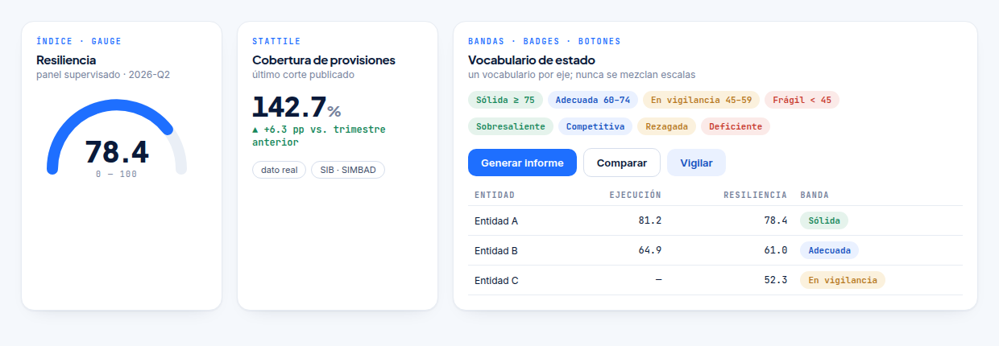 ÍNDICE · GAUGE
Resiliencia
panel supervisado · 2026-Q2
78.4
0 — 100
STATTILE
Cobertura de provisiones
último corte publicado
142.7%
▲ +6.3 pp vs. trimestre
anterior
dato real SIB · SIMBAD
BANDAS · BADGES · BOTONES
Vocabulario de estado
un vocabulario por eje; nunca se mezclan escalas
Sólida ≥ 75 Adecuada 60–74 En vigilancia 45–59 Frágil < 45
Sobresaliente Competitiva Rezagada Deficiente
Generar informe Comparar Vigilar
ENTIDAD EJECUCIÓN RESILIENCIA BANDA
Entidad A 81.2 78.4 Sólida
Entidad B 64.9 61.0 Adecuada
Entidad C — 52.3 En vigilancia